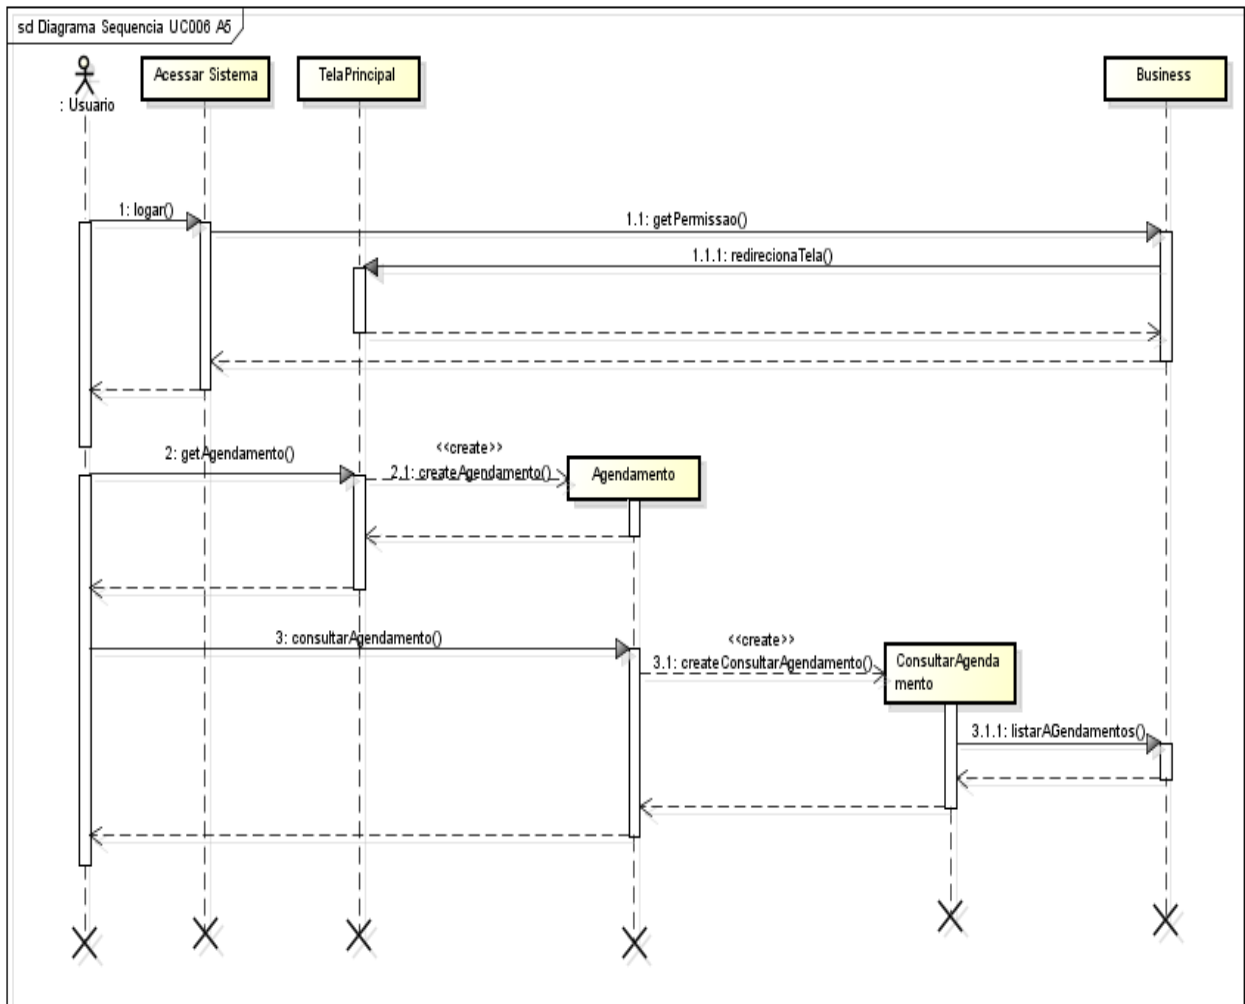 sd Diagrama Sequencia UC006 A5
: Usuario
Acessar Sistema
TelaPrincipal
Business
1: logar()
1.1: getPermissao()
1.1.1: redirecionaTela()
2: getAgendamento()
<<create>>
2.1: createAgendamento()
Agendamento
3: consultarAgendamento()
<<create>>
3.1: createConsultarAgendamento()
ConsultarAgenda
mento
3.1.1: listarAGendamentos()